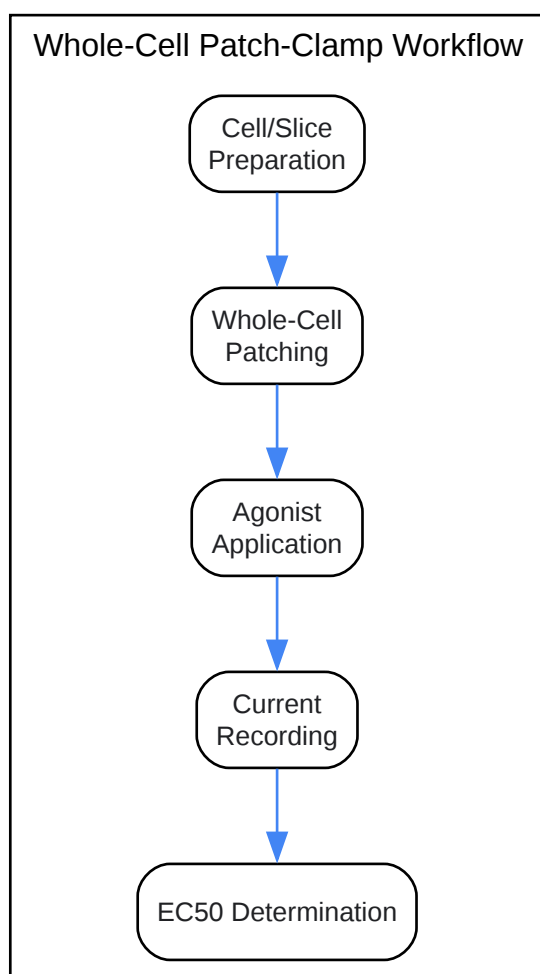 Whole-Cell Patch-Clamp Workflow
Cell/Slice
Preparation
Whole-Cell
Patching
Agonist
Application
Current
Recording
EC50 Determination